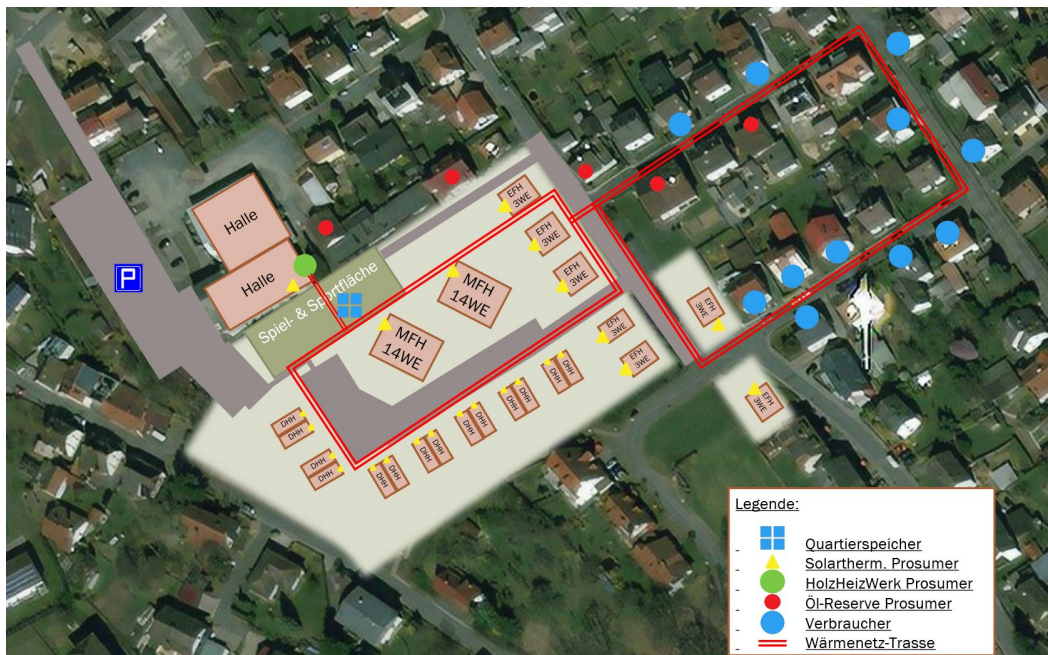 P
Halle
Halle
Spiel- & Sportfläche
EFH
3WE
EFH
3WE
EFH
3WE
MFH
14WE
MFH
14WE
EFH
3WE
EFH
3WE
EFH
3WE
EFH
3WE
DHH
DHH
DHH
DHH
DHH
DHH
DHH
DHH
DHH
DHH
DHH
DHH
DHH
DHH
Legende:
- Quartierspeicher
- Solartherm. Prosumer
- HolzHeizWerk Prosumer
- Öl-Reserve Prosumer
- Verbraucher
- Wärmenetz-Trasse